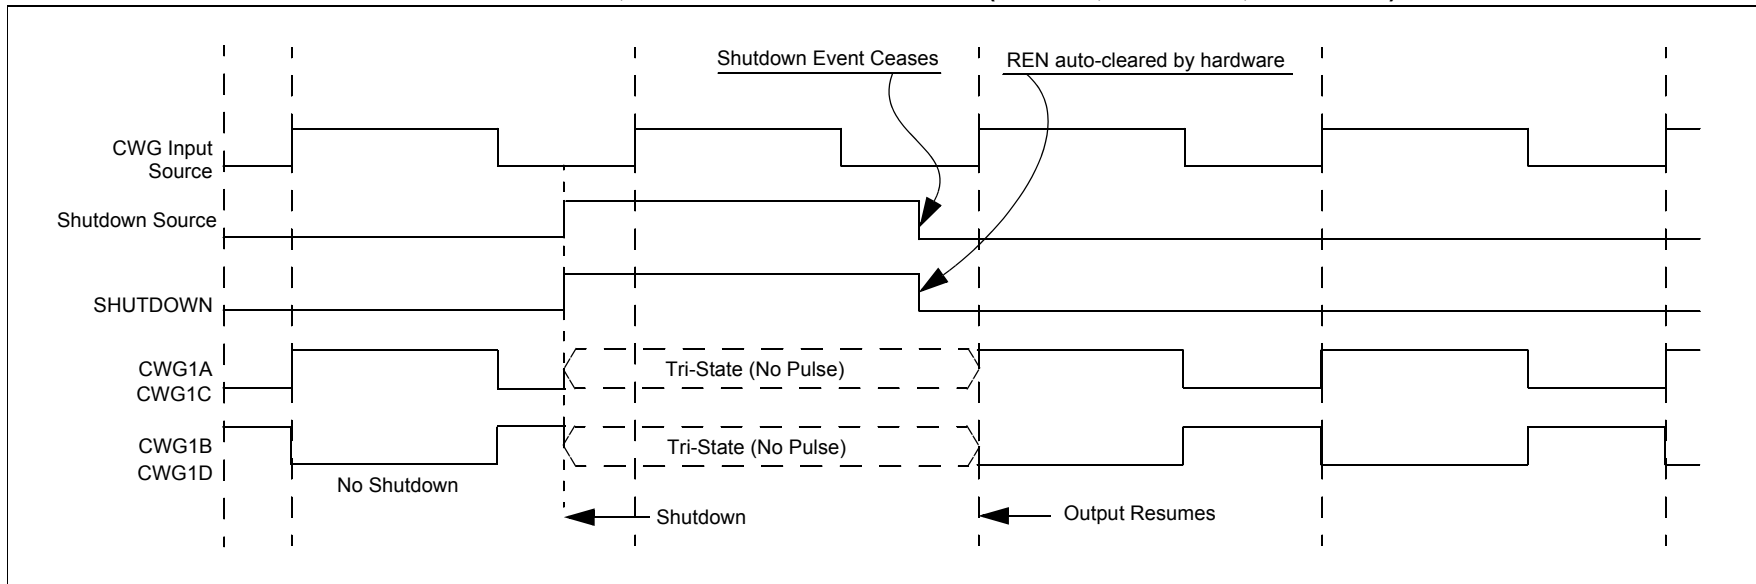 Shutdown Event Ceases
REN auto-cleared by hardware
CWG Input
Source
Shutdown Source
SHUTDOWN
CWG1A
CWG1C
Tri-State (No Pulse)
CWG1B
CWG1D
Tri-State (No Pulse)
No Shutdown
Shutdown
Output Resumes